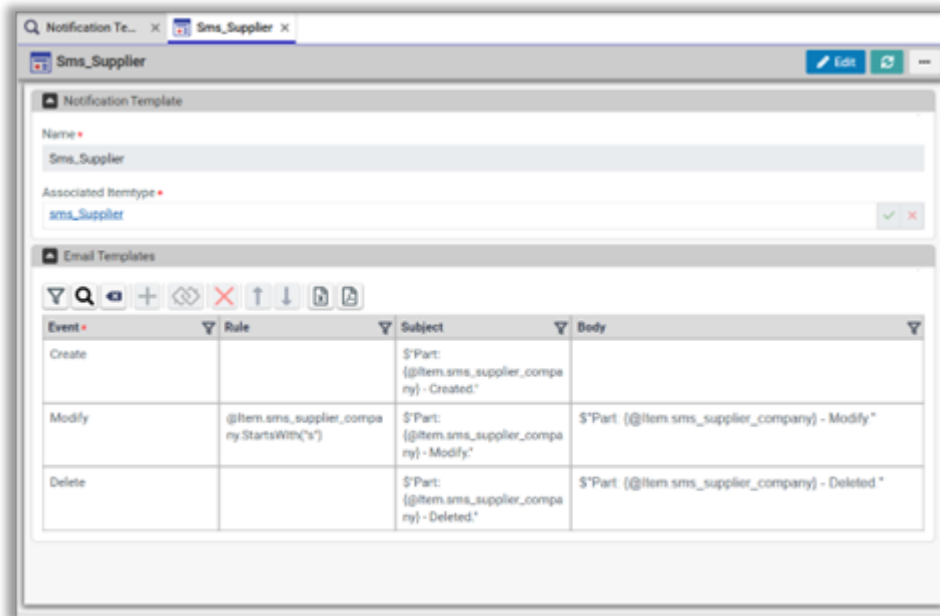 Notification Te...
Sms_Supplier
Sms_Supplier
Edit
Notification Template
Name
Sms_Supplier
Associated Itemtype
sms_Supplier
Email Templates
Event Rule Subject Body
Create
$"Part:
{@Item.sms_supplier_compa
ny} - Created."
Modify
@Item.sms_supplier_compa
ny.StartsWith("s")
$"Part:
{@Item.sms_supplier_compa
ny} - Modify."
$"Part: {@Item.sms_supplier_company} - Modify."
Delete
$"Part:
{@Item.sms_supplier_compa
ny} - Deleted."
$"Part: {@Item.sms_supplier_company} - Deleted."